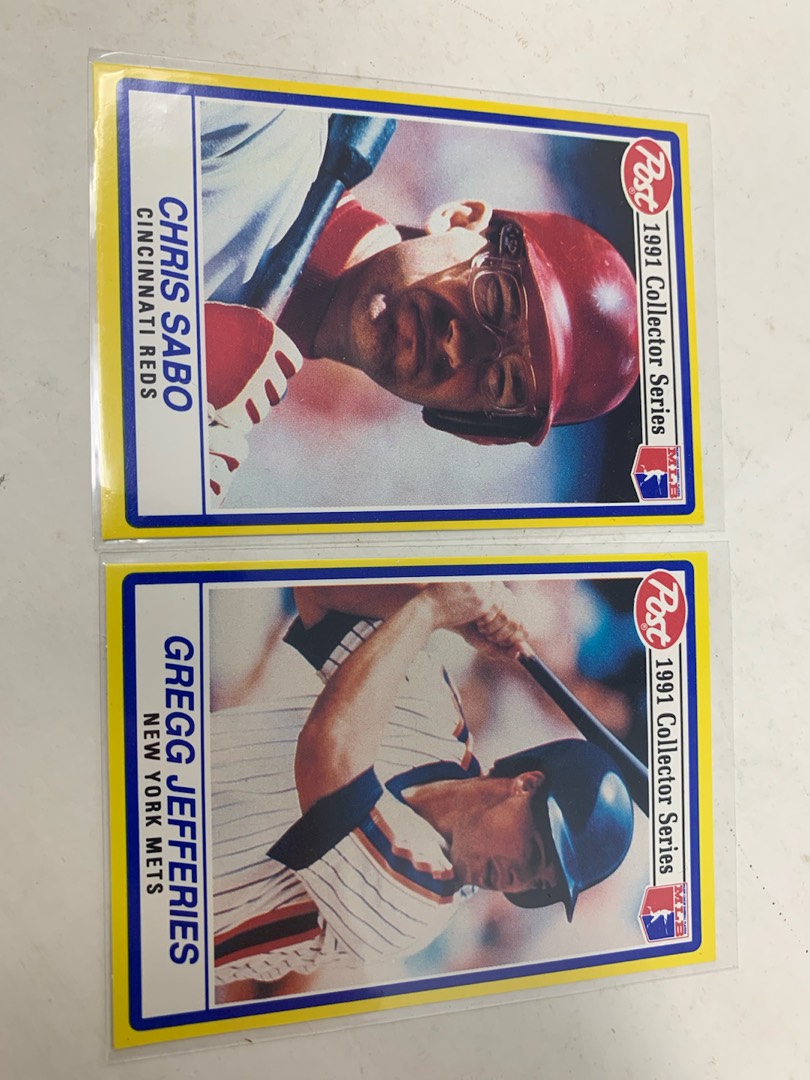 Post®
1991 Collector Series
MLB
CHRIS SABO
CINCINNATI REDS
Post®
1991 Collector Series
MLB
GREGG JEFFERIES
NEW YORK METS